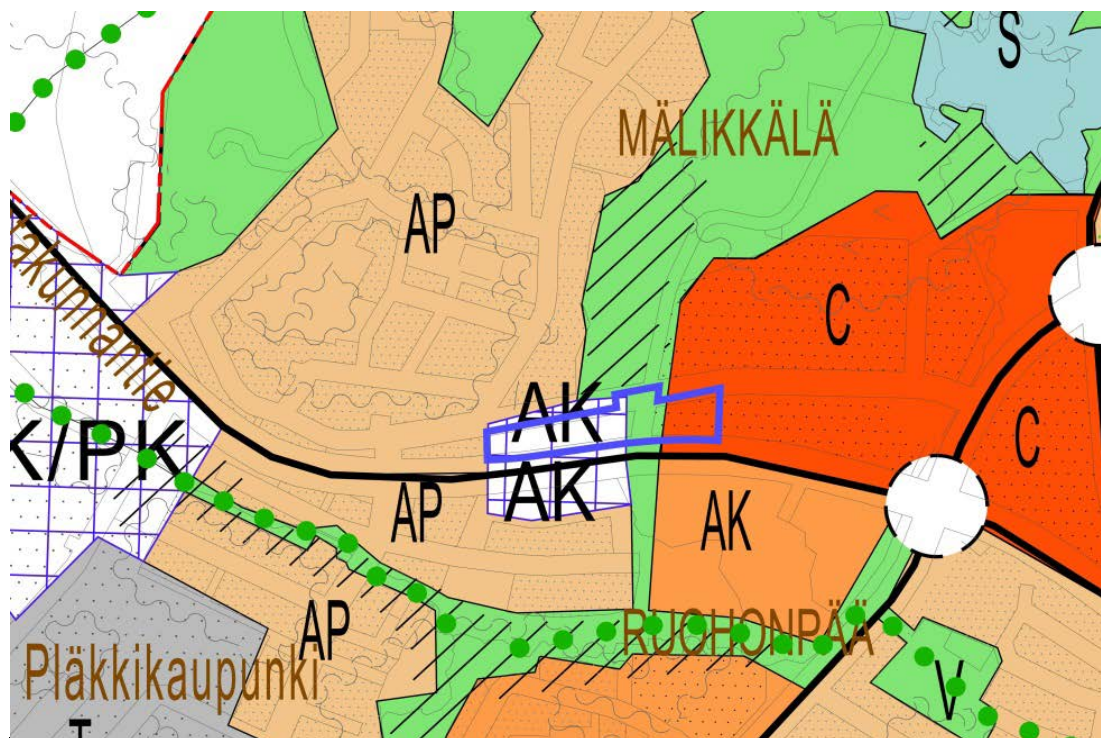 S
MÄLIKKÄLÄ
AP
C
AK
C
K/PK
AK
AP
AK
AP
RUOHONPÄÄ
Pläkkikaupunki
V